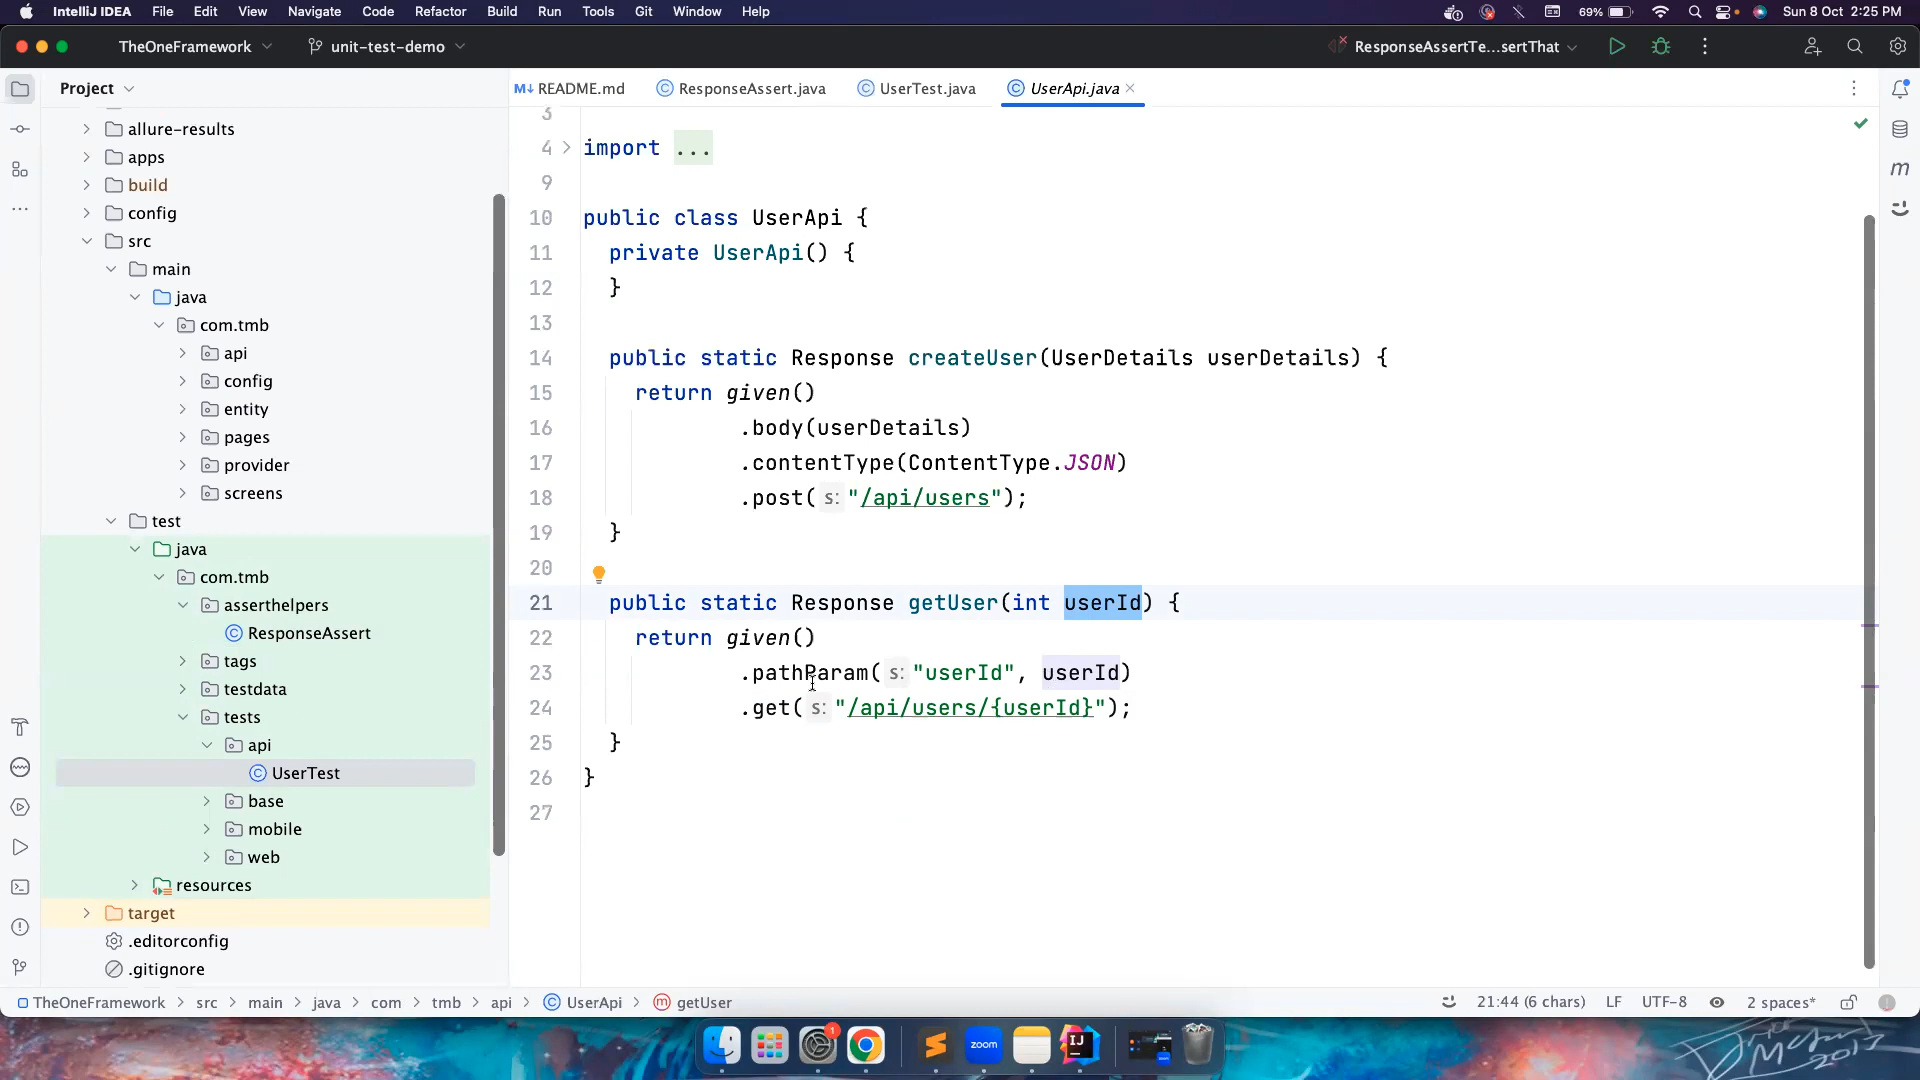 IntelliJ IDEA File Edit View Navigate Code Refactor Build Run Tools Git Window Help 69% Sun 8 Oct 2:25 PM
TheOneFramework unit-test-demo ResponseAssertTe...sertThat
Project
README.md ResponseAssert.java UserTest.java UserApi.java
allure-results
apps
build
config
src
main
java
com.tmb
api
config
entity
pages
provider
screens
test
java
com.tmb
asserthelpers
ResponseAssert
tags
testdata
tests
api
UserTest
base
mobile
web
resources
target
.editorconfig
.gitignore
3
4 import ...
9
10 public class UserApi {
11 private UserApi() {
12 }
13
14 public static Response createUser(UserDetails userDetails) {
15 return given()
16 .body(userDetails)
17 .contentType(ContentType.JSON)
18 .post( s: "/api/users");
19 }
20
21 public static Response getUser(int userId) {
22 return given()
23 .pathParam( s: "userId", userId)
24 .get( s: "/api/users/{userId}");
25 }
26 }
27
TheOneFramework > src > main > java > com > tmb > api > UserApi > getUser 21:44 (6 chars) LF UTF-8 2 spaces*
1
zoom
IJ
2017